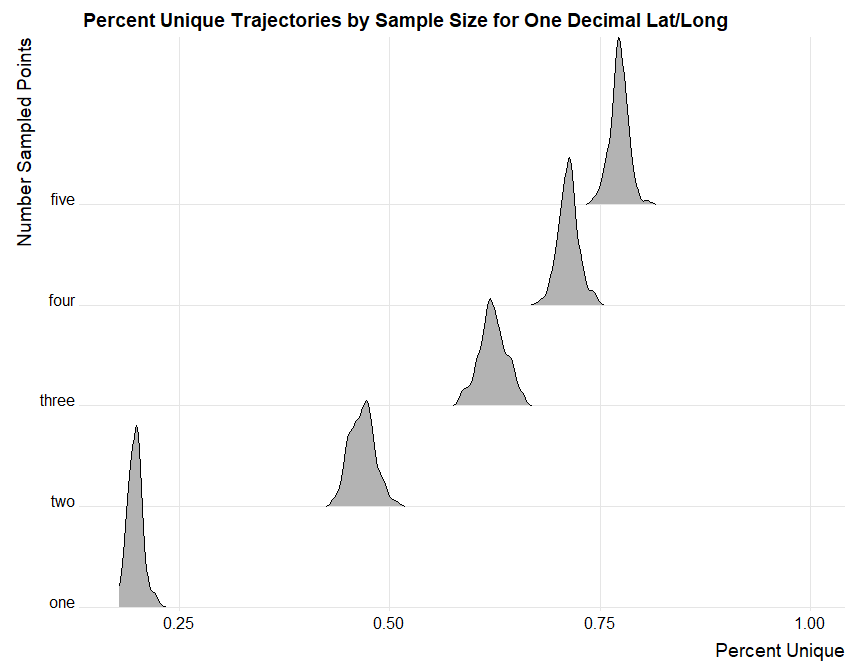 Percent Unique Trajectories by Sample Size for One Decimal Lat/Long
Number Sampled Points
five
four
three
two
one
0.25
0.50
0.75
1.00
Percent Unique